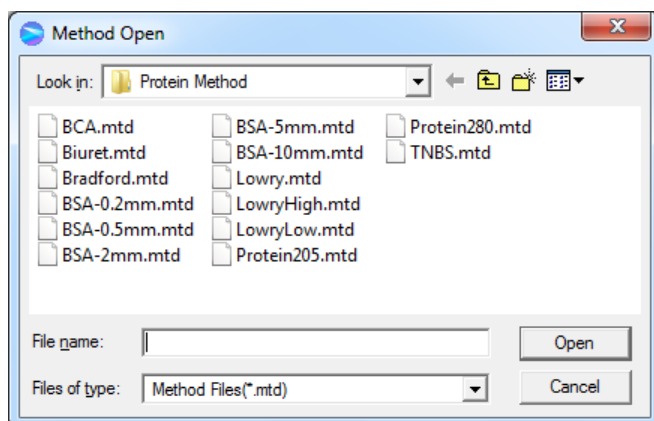 Method Open
Look in: Protein Method
BCA.mtd
Biuret.mtd
Bradford.mtd
BSA-0.2mm.mtd
BSA-0.5mm.mtd
BSA-2mm.mtd
BSA-5mm.mtd
BSA-10mm.mtd
Lowry.mtd
LowryHigh.mtd
LowryLow.mtd
Protein205.mtd
Protein280.mtd
TNBS.mtd
File name: Open
Files of type: Method Files(*.mtd) Cancel